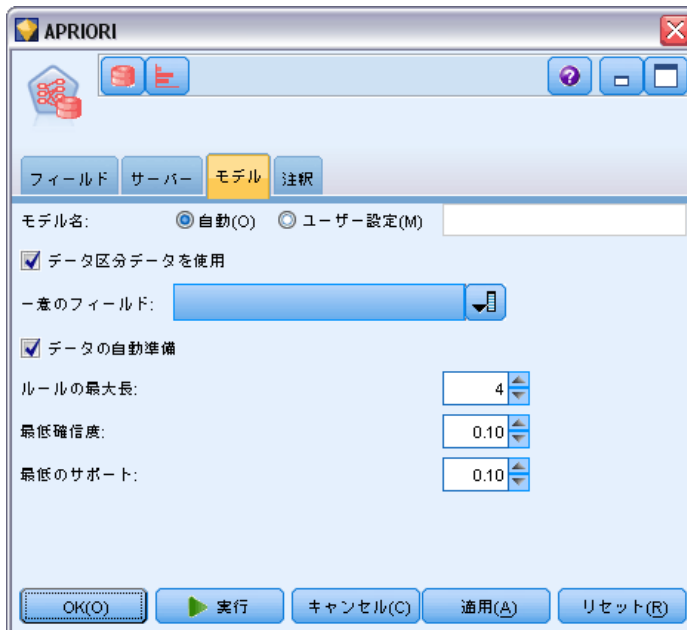 APRIORI
フィールド サーバー モデル 注釈
モデル名: 自動(O) ユーザー設定(M)
データ区分データを使用
一意のフィールド:
データの自動準備
ルールの最大長: 4
最低確信度: 0.10
最低のサポート: 0.10
OK(O) 実行 キャンセル(C) 適用(A) リセット(R)